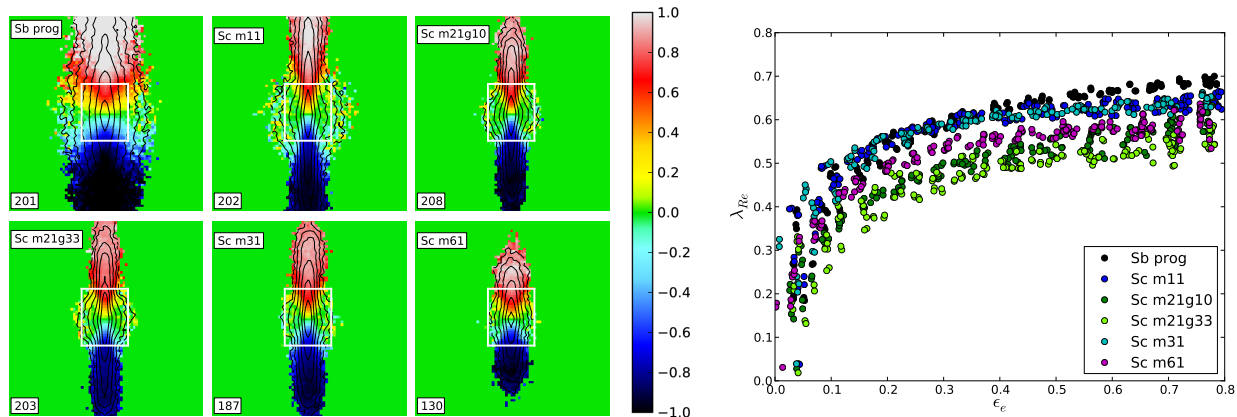 Sb prog
201
Sc m11
202
Sc m21g10
208
Sc m21g33
203
Sc m31
187
Sc m61
130
1.0
0.8
0.6
0.4
0.2
0.0
−0.2
−0.4
−0.6
−0.8
−1.0
λRe
0.8
0.7
0.6
0.5
0.4
0.3
0.2
0.1
0.0
0.0 0.1 0.2 0.3 0.4 0.5 0.6 0.7 0.8
ϵe
Sb prog
Sc m11
Sc m21g10
Sc m21g33
Sc m31
Sc m61